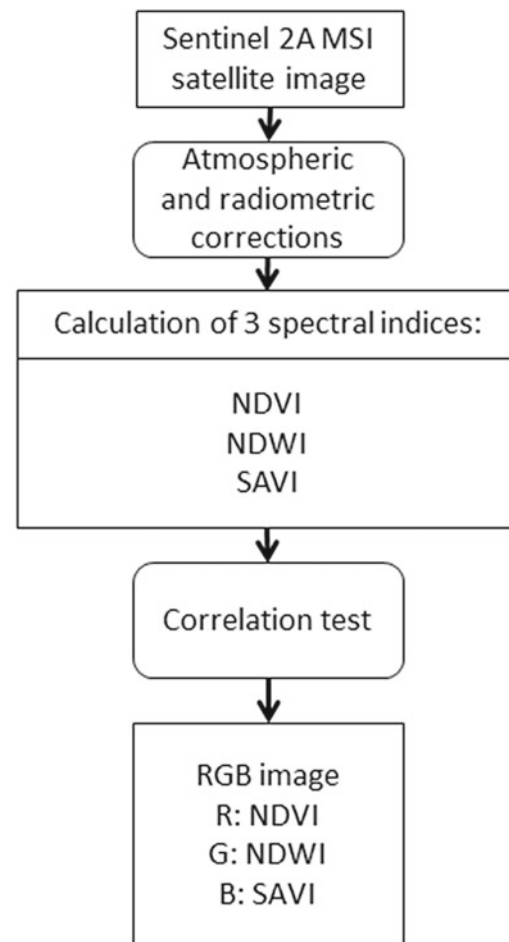 Sentinel 2A MSI
satellite image
Atmospheric
and radiometric
corrections
Calculation of 3 spectral indices:
NDVI
NDWI
SAVI
Correlation test
RGB image
R: NDVI
G: NDWI
B: SAVI